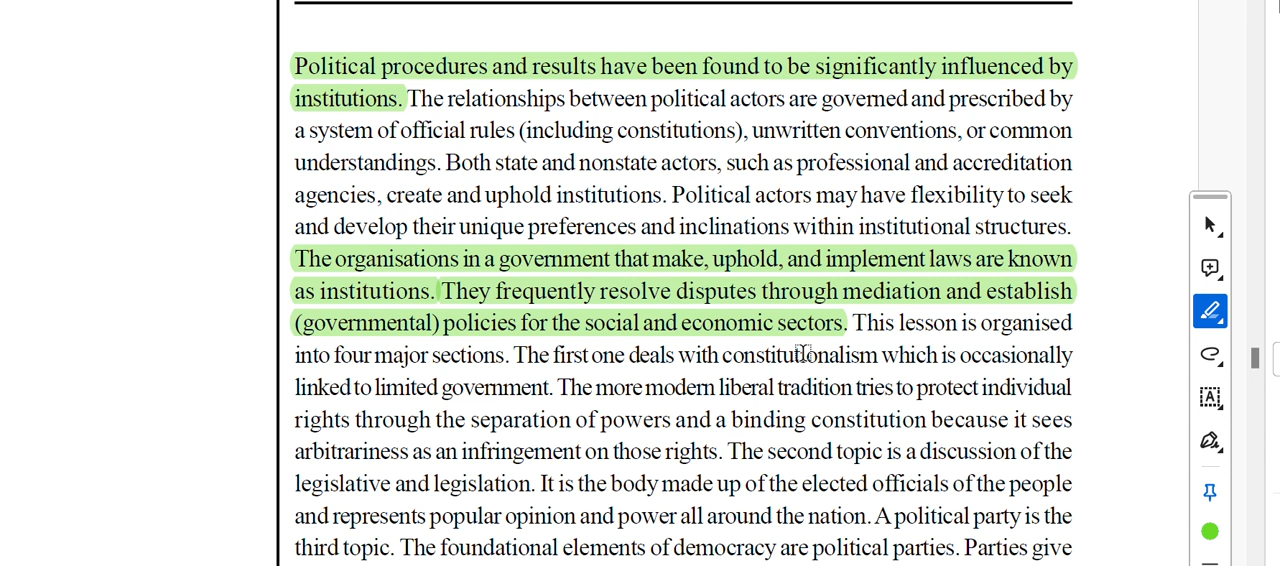 Political procedures and results have been found to be significantly influenced by
institutions. The relationships between political actors are governed and prescribed by
a system of official rules (including constitutions), unwritten conventions, or common
understandings. Both state and nonstate actors, such as professional and accreditation
agencies, create and uphold institutions. Political actors may have flexibility to seek
and develop their unique preferences and inclinations within institutional structures.
The organisations in a government that make, uphold, and implement laws are known
as institutions. They frequently resolve disputes through mediation and establish
(governmental) policies for the social and economic sectors. This lesson is organised
into four major sections. The first one deals with constitutionalism which is occasionally
linked to limited government. The more modern liberal tradition tries to protect individual
rights through the separation of powers and a binding constitution because it sees
arbitrariness as an infringement on those rights. The second topic is a discussion of the
legislative and legislation. It is the body made up of the elected officials of the people
and represents popular opinion and power all around the nation. A political party is the
third topic. The foundational elements of democracy are political parties. Parties give